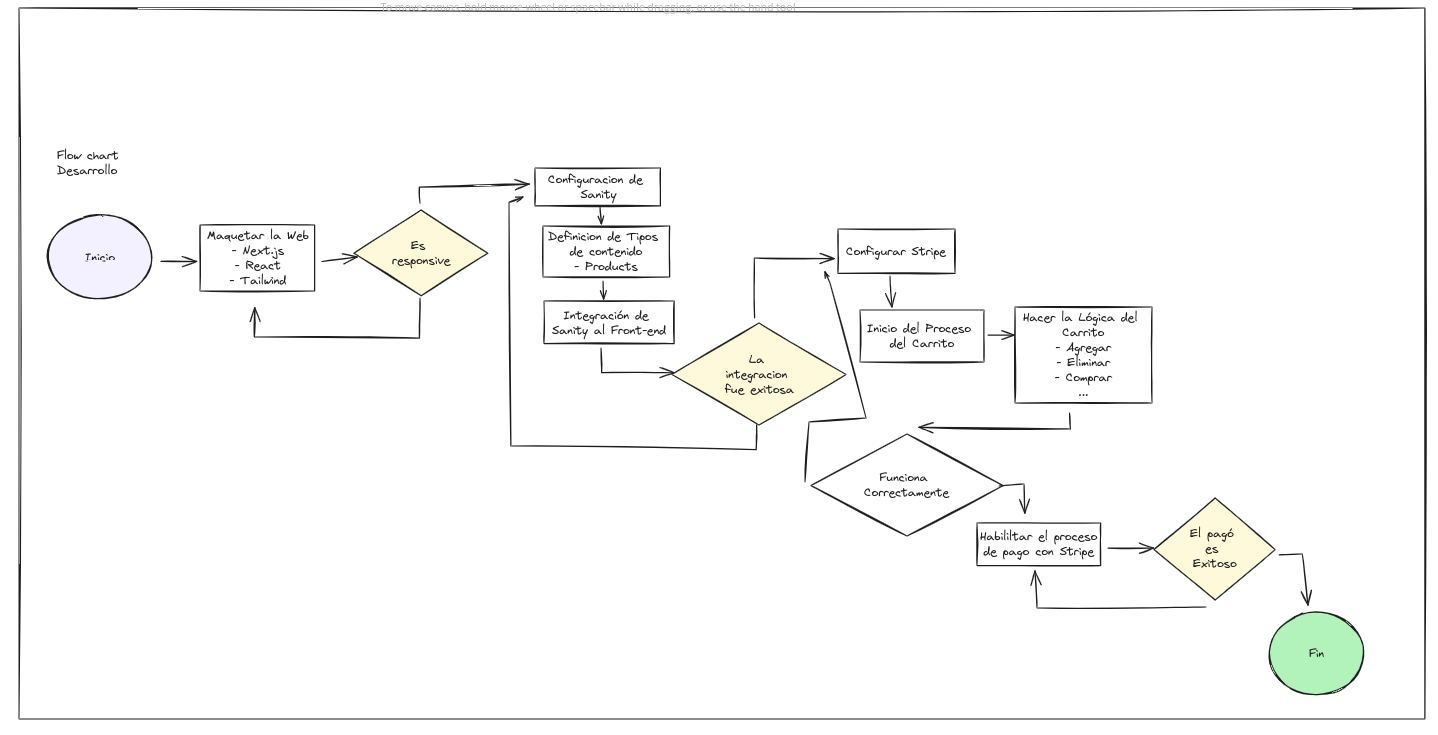 To move canvas, hold mouse wheel or spacebar while dragging, or use the hand tool
Flow chart
Desarrollo
Inicio
Maquetar la Web
- Next.js
- React
- Tailwind
Es
responsive
Configuracion de
Sanity
Definicion de Tipos
de contenido
- Products
Integración de
Sanity al Front-end
La
integracion
fue exitosa
Configurar Stripe
Inicio del Proceso
del Carrito
Hacer la Lógica del
Carrito
- Agregar
- Eliminar
- Comprar
...
Funciona
Correctamente
Habililtar el proceso
de pago con Stripe
El pagó
es
Exitoso
Fin